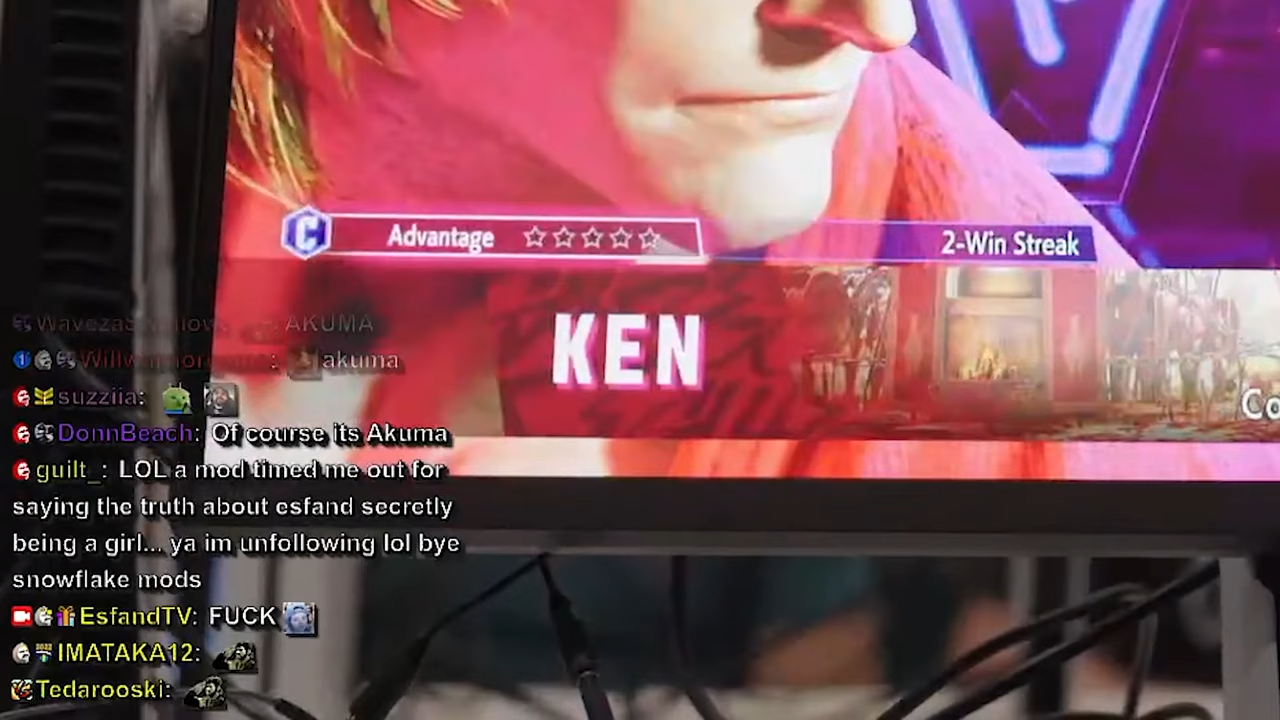 C Advantage
2-Win Streak
KEN
Co
AKUMA
: akuma
suzziia:
DonnBeach: Of course its Akuma
guilt_: LOL a mod timed me out for
saying the truth about esfand secretly
being a girl... ya im unfollowing lol bye
snowflake mods
EsfandTV: FUCK
IMATAKA12:
Tedarooski: